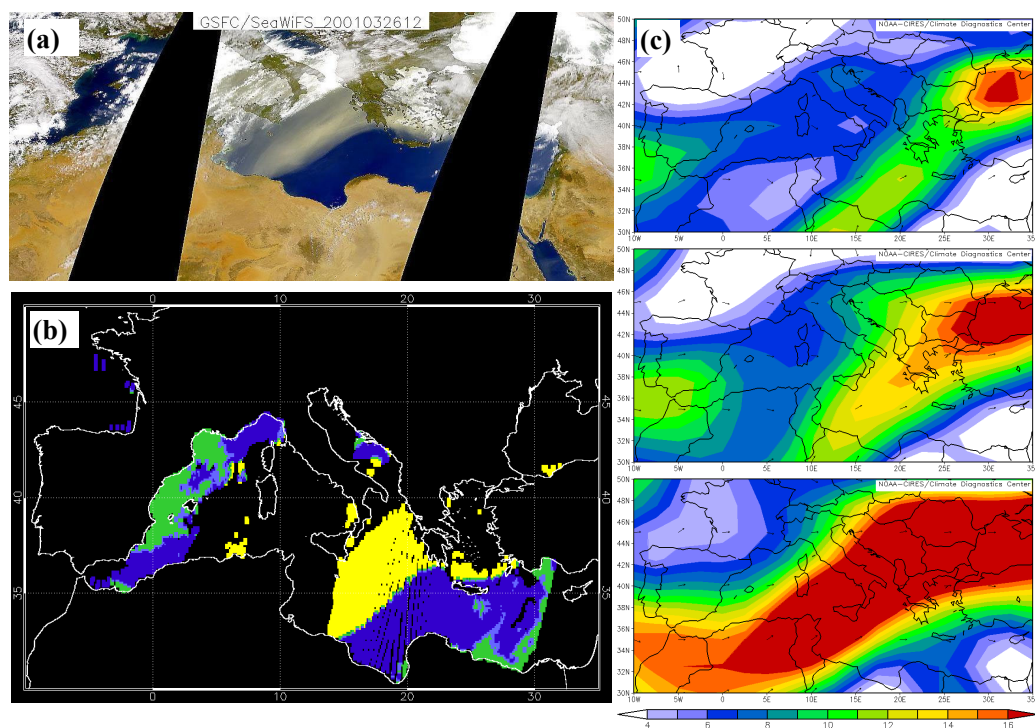 (a)
GSFC/SeaWiFS_2001032612
(b)
0 10 20 30
45 45
40 40
35 35
0 10 20 30
(c)
NOAA-CIRES/Climate Diagnostics Center
50N
48N
46N
44N
42N
40N
38N
36N
34N
32N
30N
10W 5W 0 5E 10E 15E 20E 25E 30E 35E
NOAA-CIRES/Climate Diagnostics Center
50N
48N
46N
44N
42N
40N
38N
36N
34N
32N
30N
10W 5W 0 5E 10E 15E 20E 25E 30E 35E
NOAA-CIRES/Climate Diagnostics Center
50N
48N
46N
44N
42N
40N
38N
36N
34N
32N
30N
10W 5W 0 5E 10E 15E 20E 25E 30E 35E
4 6 8 10 12 14 16